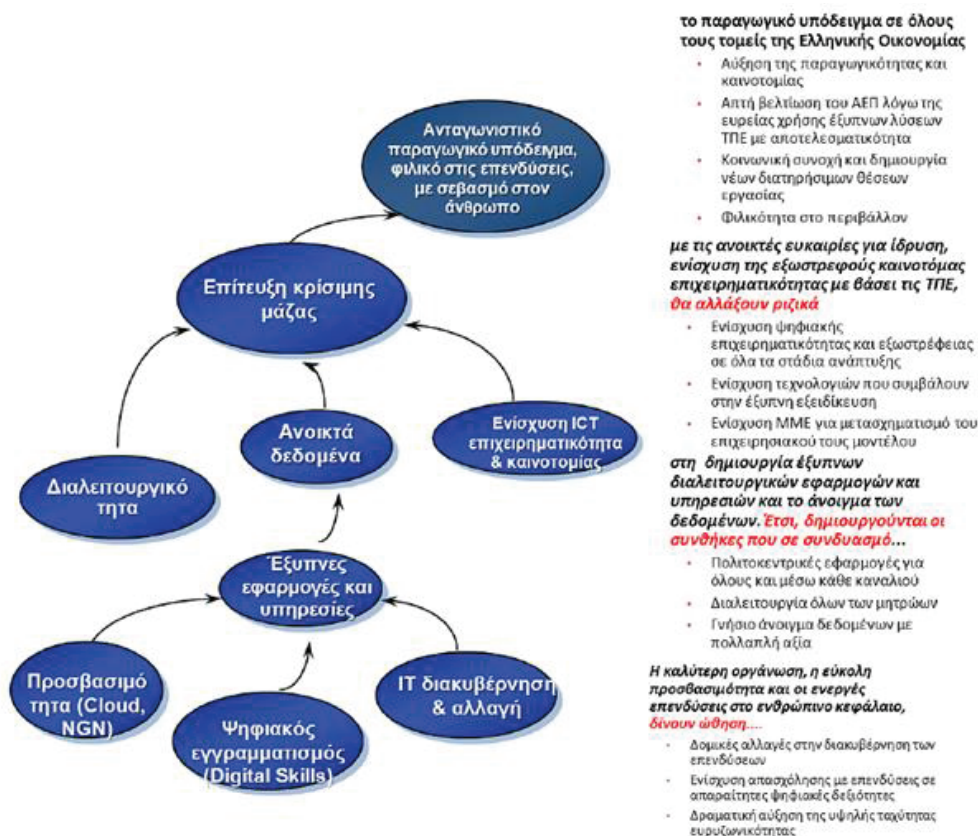 Ανταγωνιστικό
παραγωγικό υπόδειγμα,
φιλικό στις επενδύσεις,
με σεβασμό στον
άνθρωπο
Επίτευξη κρίσιμης
μάζας
Διαλειτουργικό
τητα
Ανοικτά
δεδομένα
Ενίσχυση ICT
επιχειρηματικότητα
& καινοτομίας
Έξυπνες
εφαρμογές και
υπηρεσίες
Προσβασιμό
τητα (Cloud,
NGN)
Ψηφιακός
εγγραμματισμός
(Digital Skills)
IT διακυβέρνηση
& αλλαγή
το παραγωγικό υπόδειγμα σε όλους
τους τομείς της Ελληνικής Οικονομίας
• Αύξηση της παραγωγικότητας και
καινοτομίας
• Απτή βελτίωση του ΑΕΠ λόγω της
ευρείας χρήσης έξυπνων λύσεων
ΤΠΕ με αποτελεσματικότητα
• Κοινωνική συνοχή και δημιουργία
νέων διατηρήσιμων θέσεων
εργασίας
• Φιλικότητα στο περιβάλλον
με τις ανοικτές ευκαιρίες για ίδρυση,
ενίσχυση της εξωστρεφούς καινοτόμας
επιχειρηματικότητας με βάσει τις ΤΠΕ,
θα αλλάξουν ριζικά
• Ενίσχυση ψηφιακής
επιχειρηματικότητας και εξωστρέφειας
σε όλα τα στάδια ανάπτυξης
• Ενίσχυση τεχνολογιών που συμβάλουν
στην έξυπνη εξειδίκευση
• Ενίσχυση ΜΜΕ για μετασχηματισμό του
επιχειρησιακού τους μοντέλου
στη δημιουργία έξυπνων
διαλειτουργικών εφαρμογών και
υπηρεσιών και το άνοιγμα των
δεδομένων. Έτσι, δημιουργούνται οι
συνθήκες που σε συνδυασμό...
• Πολιτοκεντρικές εφαρμογές για
όλους και μέσω κάθε καναλιού
• Διαλειτουργία όλων των μητρώων
• Γνήσιο άνοιγμα δεδομένων με
πολλαπλή αξία
Η καλύτερη οργάνωση, η εύκολη
προσβασιμότητα και οι ενεργές
επενδύσεις στο ενθρώπινο κεφάλαιο,
δίνουν ώθηση....
• Δομικές αλλαγές στην διακυβέρνηση των
επενδύσεων
• Ενίσχυση απασχόλησης με επενδύσεις σε
απαραίτητες ψηφιακές δεξιότητες
• Δραματική αύξηση της υψηλής ταχύτητας
ευρυζωνικότητας